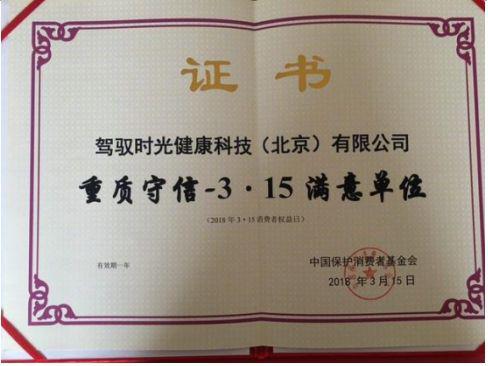 证书
驾驭时光健康科技（北京）有限公司
重质守信-3·15满意单位
（2018年3·15消费者权益日）
有效期一年
中国保护消费者基金会
2018年3月15日